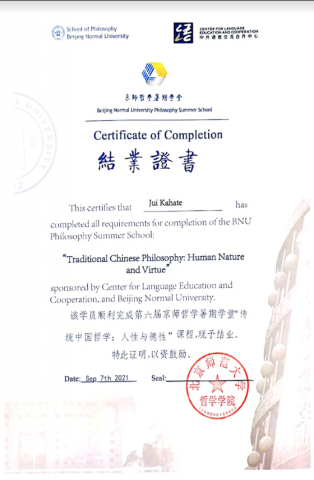 School of Philosophy
Beijing Normal University
CENTER FOR LANGUAGE
EDUCATION AND COOPERATION
中外语言交流合作中心
京师哲学暑期学堂
Beijing Normal University Philosophy Summer School
Certificate of Completion
結業證書
This certifies that Jui Kahate has
completed all requirements for completion of the BNU
Philosophy Summer School:
"Traditional Chinese Philosophy: Human Nature
and Virtue"
sponsored by Center for Language Education and
Cooperation, and Beijing Normal University.
该学员顺利完成第六届京师哲学暑期学堂"传
统中国哲学：人性与德性"课程，现予结业。
特此证明，以资鼓励。
Date: Sep 7th 2021 Seal:
北京师范大学
哲学学院